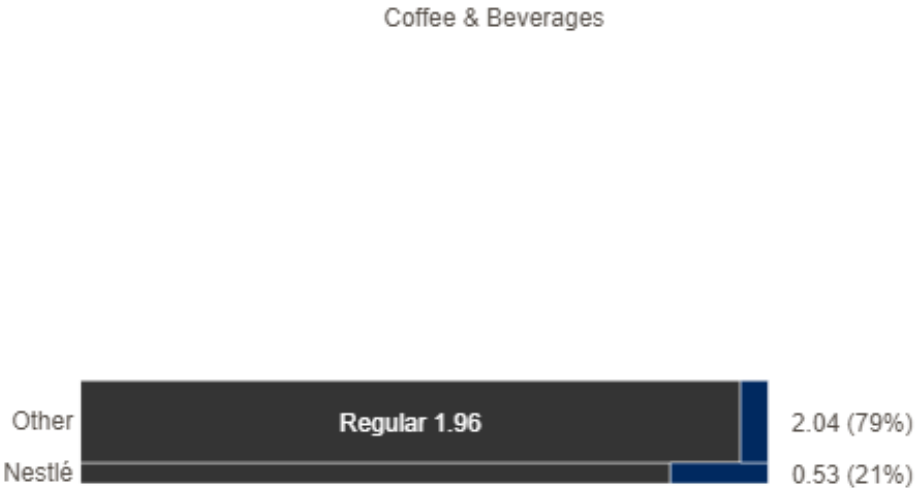 Coffee & Beverages
Other Regular 1.96 2.04 (79%)
Nestlé 0.53 (21%)